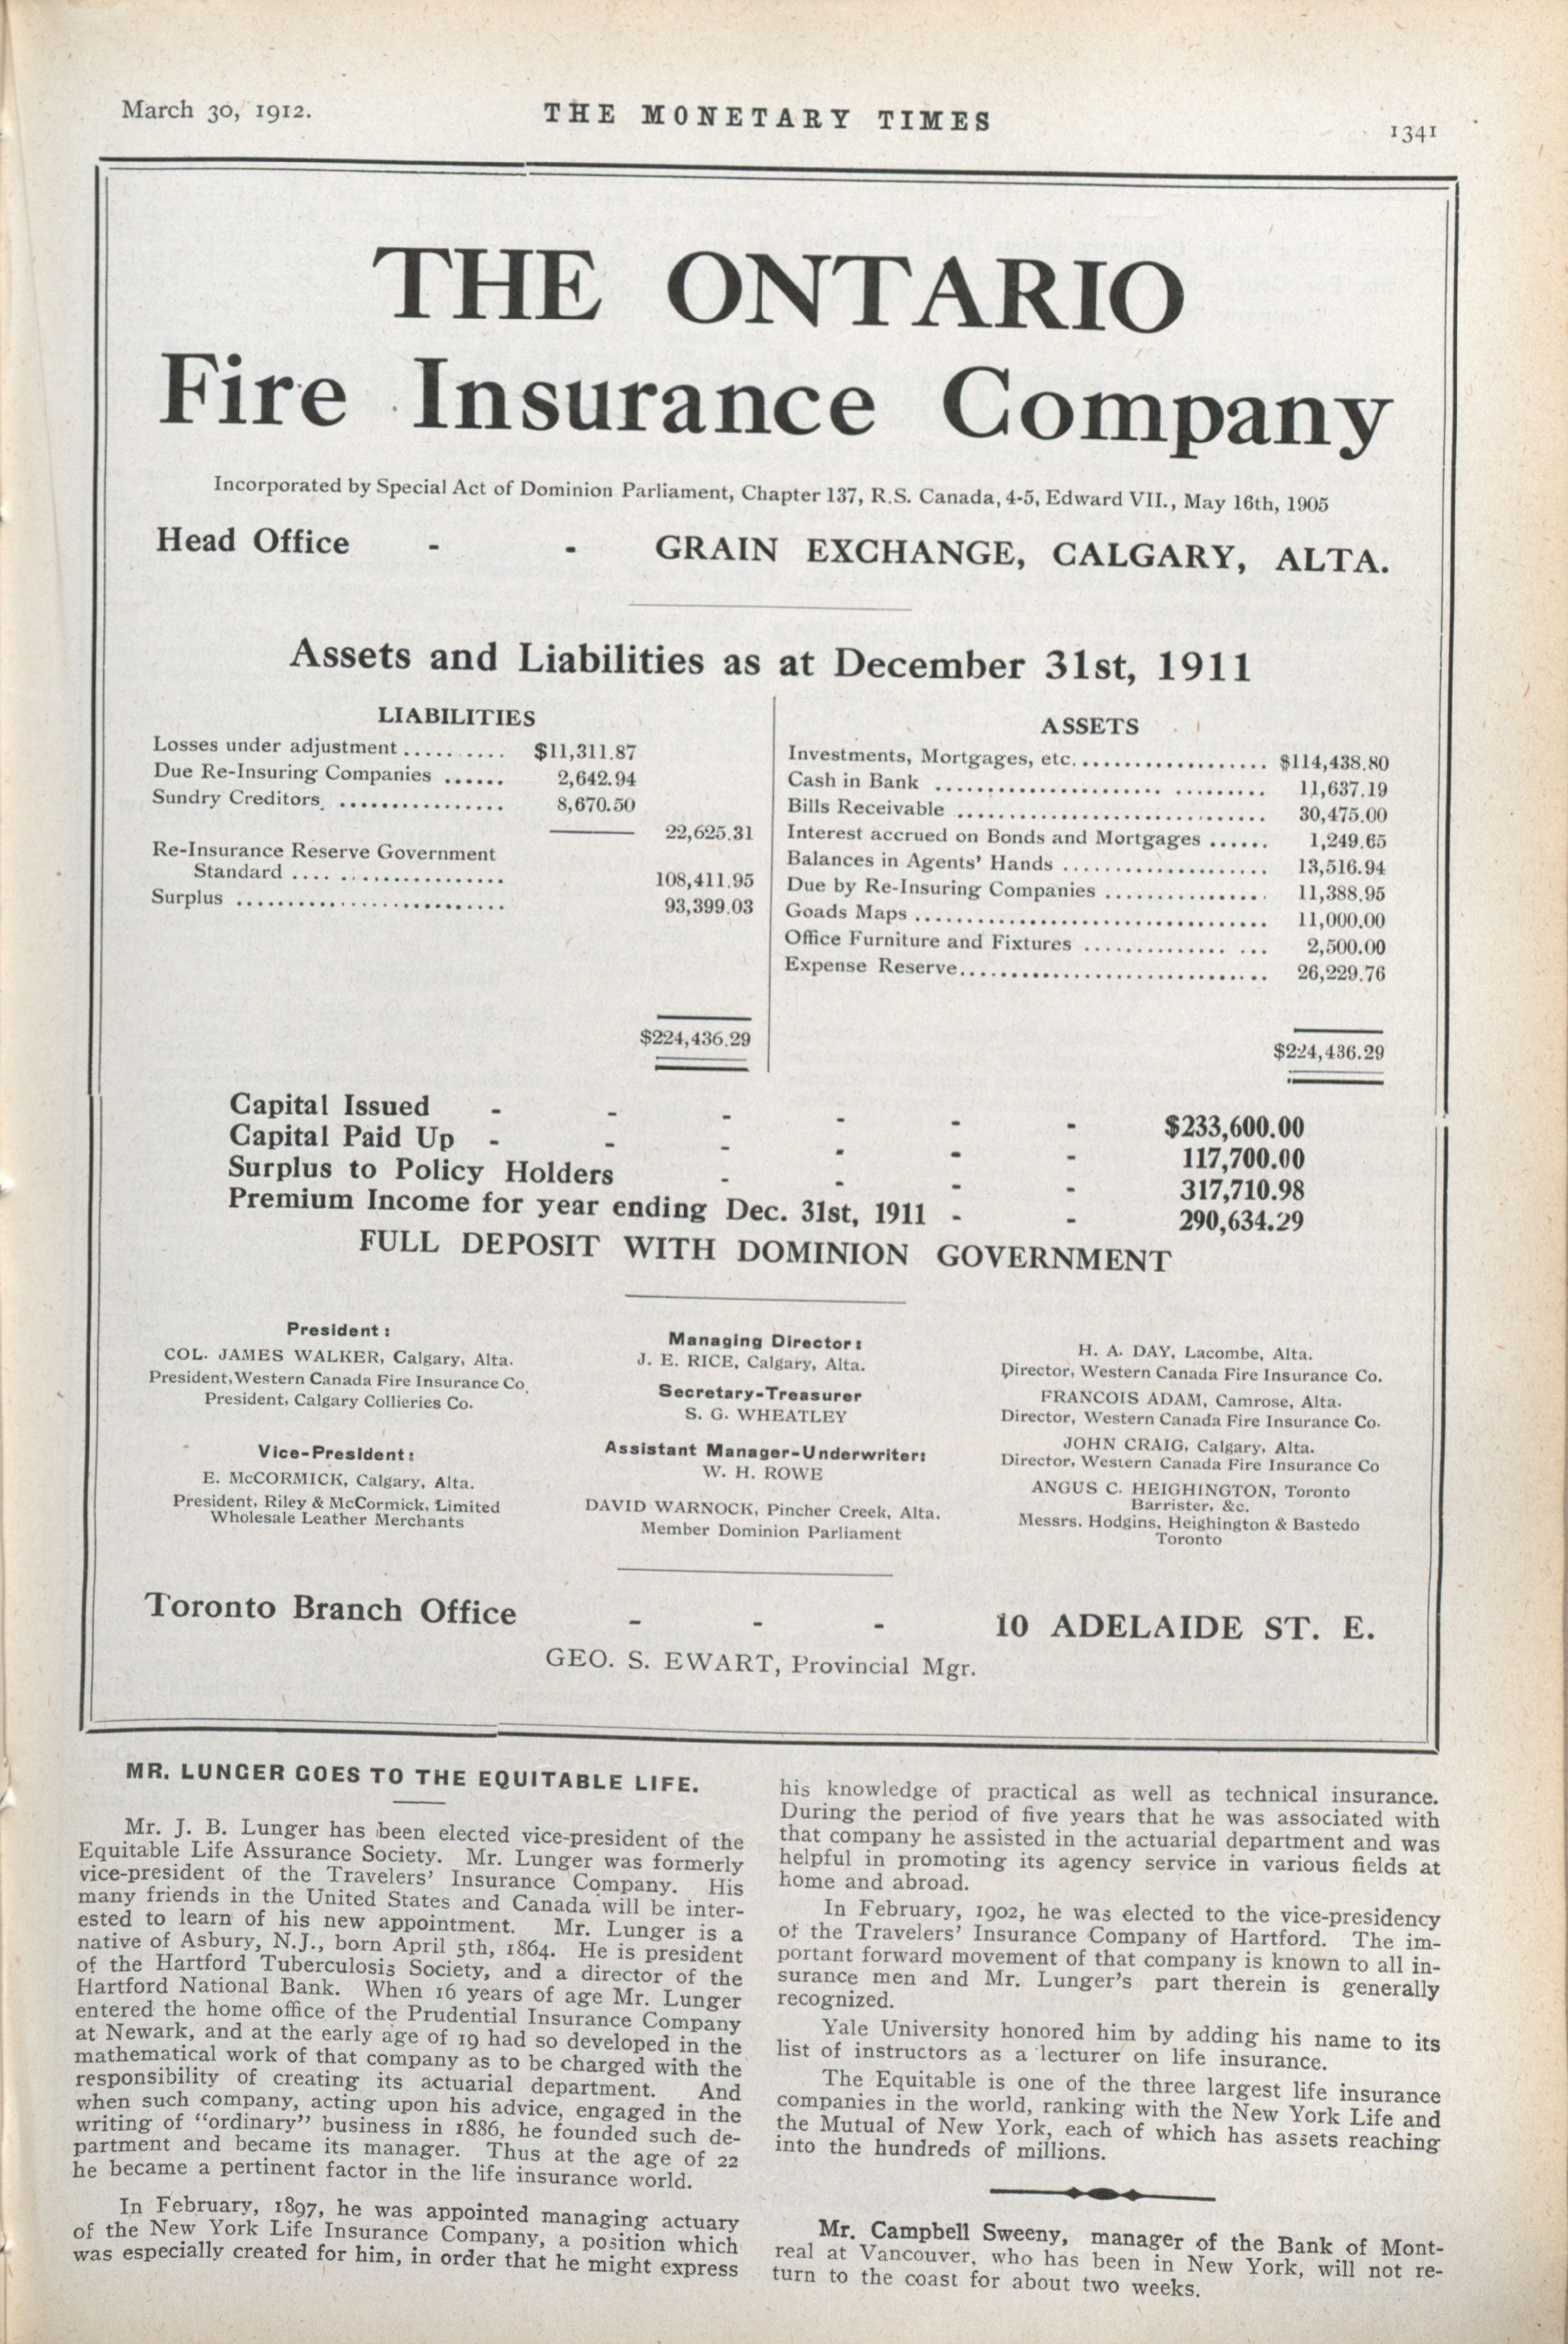 March 30, 1912.
THE MONETARY TIMES
1341
THE ONTARIO
Fire Insurance Company
Incorporated by Special Act of Dominion Parliament, Chapter 137, R.S. Canada, 4-5, Edward VII., May 16th, 1905
Head Office - - GRAIN EXCHANGE, CALGARY, ALTA.
Assets and Liabilities as at December 31st, 1911
LIABILITIES
Losses under adjustment .......... $11,311.87
Due Re-Insuring Companies ...... 2,642.94
Sundry Creditors. ................ 8,670.50
22,625.31
Re-Insurance Reserve Government
Standard .... ................ 108,411.95
Surplus .......................... 93,399.03
$224,436.29
ASSETS
Investments, Mortgages, etc. .................. $114,438.80
Cash in Bank ...................... ......... 11,637.19
Bills Receivable .............................. 30,475.00
Interest accrued on Bonds and Mortgages ...... 1,249.65
Balances in Agents' Hands .................... 13,516.94
Due by Re-Insuring Companies ................ 11,388.95
Goads Maps .................................. 11,000.00
Office Furniture and Fixtures .............. ... 2,500.00
Expense Reserve.............................. 26,229.76
$224,436.29
Capital Issued - - - - - - $233,600.00
Capital Paid Up - - - - - - 117,700.00
Surplus to Policy Holders - - - - 317,710.98
Premium Income for year ending Dec. 31st, 1911 - - 290,634.29
FULL DEPOSIT WITH DOMINION GOVERNMENT
President:
COL. JAMES WALKER, Calgary, Alta.
President, Western Canada Fire Insurance Co.
President, Calgary Collieries Co.
Vice-President:
E. McCORMICK, Calgary, Alta.
President, Riley & McCormick, Limited
Wholesale Leather Merchants
Managing Director:
J. E. RICE, Calgary, Alta.
Secretary-Treasurer
S. G. WHEATLEY
Assistant Manager-Underwriter:
W. H. ROWE
DAVID WARNOCK, Pincher Creek, Alta.
Member Dominion Parliament
H. A. DAY, Lacombe, Alta.
Director, Western Canada Fire Insurance Co.
FRANCOIS ADAM, Camrose, Alta.
Director, Western Canada Fire Insurance Co.
JOHN CRAIG, Calgary, Alta.
Director, Western Canada Fire Insurance Co
ANGUS C. HEIGHINGTON, Toronto
Barrister, &c.
Messrs. Hodgins, Heighington & Bastedo
Toronto
Toronto Branch Office - - - 10 ADELAIDE ST. E.
GEO. S. EWART, Provincial Mgr.
MR. LUNGER GOES TO THE EQUITABLE LIFE.
Mr. J. B. Lunger has been elected vice-president of the
Equitable Life Assurance Society. Mr. Lunger was formerly
vice-president of the Travelers' Insurance Company. His
many friends in the United States and Canada will be inter-
ested to learn of his new appointment. Mr. Lunger is a
native of Asbury, N.J., born April 5th, 1864. He is president
of the Hartford Tuberculosis Society, and a director of the
Hartford National Bank. When 16 years of age Mr. Lunger
entered the home office of the Prudential Insurance Company
at Newark, and at the early age of 19 had so developed in the
mathematical work of that company as to be charged with the
responsibility of creating its actuarial department. And
when such company, acting upon his advice, engaged in the
writing of "ordinary" business in 1886, he founded such de-
partment and became its manager. Thus at the age of 22
he became a pertinent factor in the life insurance world.
In February, 1897, he was appointed managing actuary
of the New York Life Insurance Company, a position which
was especially created for him, in order that he might express
his knowledge of practical as well as technical insurance.
During the period of five years that he was associated with
that company he assisted in the actuarial department and was
helpful in promoting its agency service in various fields at
home and abroad.
In February, 1902, he was elected to the vice-presidency
of the Travelers' Insurance Company of Hartford. The im-
portant forward movement of that company is known to all in-
surance men and Mr. Lunger's part therein is generally
recognized.
Yale University honored him by adding his name to its
list of instructors as a lecturer on life insurance.
The Equitable is one of the three largest life insurance
companies in the world, ranking with the New York Life and
the Mutual of New York, each of which has assets reaching
into the hundreds of millions.
Mr. Campbell Sweeny, manager of the Bank of Mont-
real at Vancouver, who has been in New York, will not re-
turn to the coast for about two weeks.